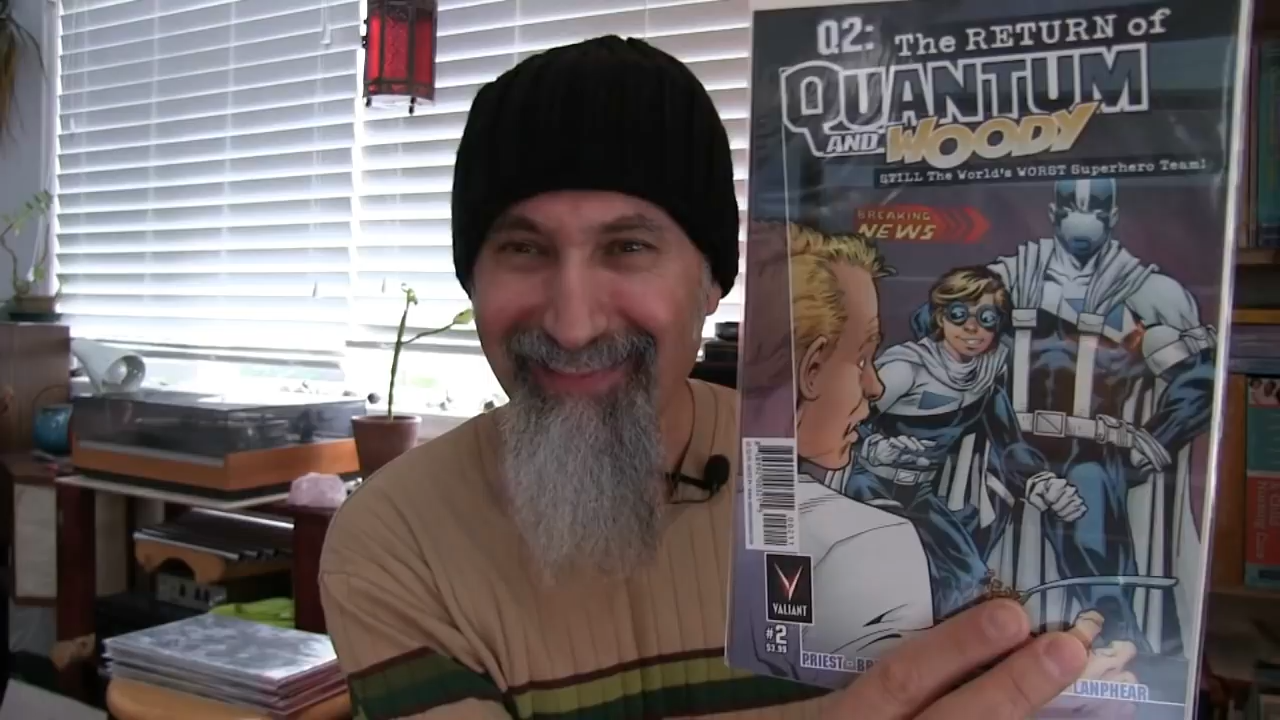 Q2: The RETURN of
QUANTUM
AND WOODY
STILL The World's WORST Superhero Team!
BREAKING
NEWS
VALIANT
#2
$3.99
PRIEST - BR
LANPHEAR